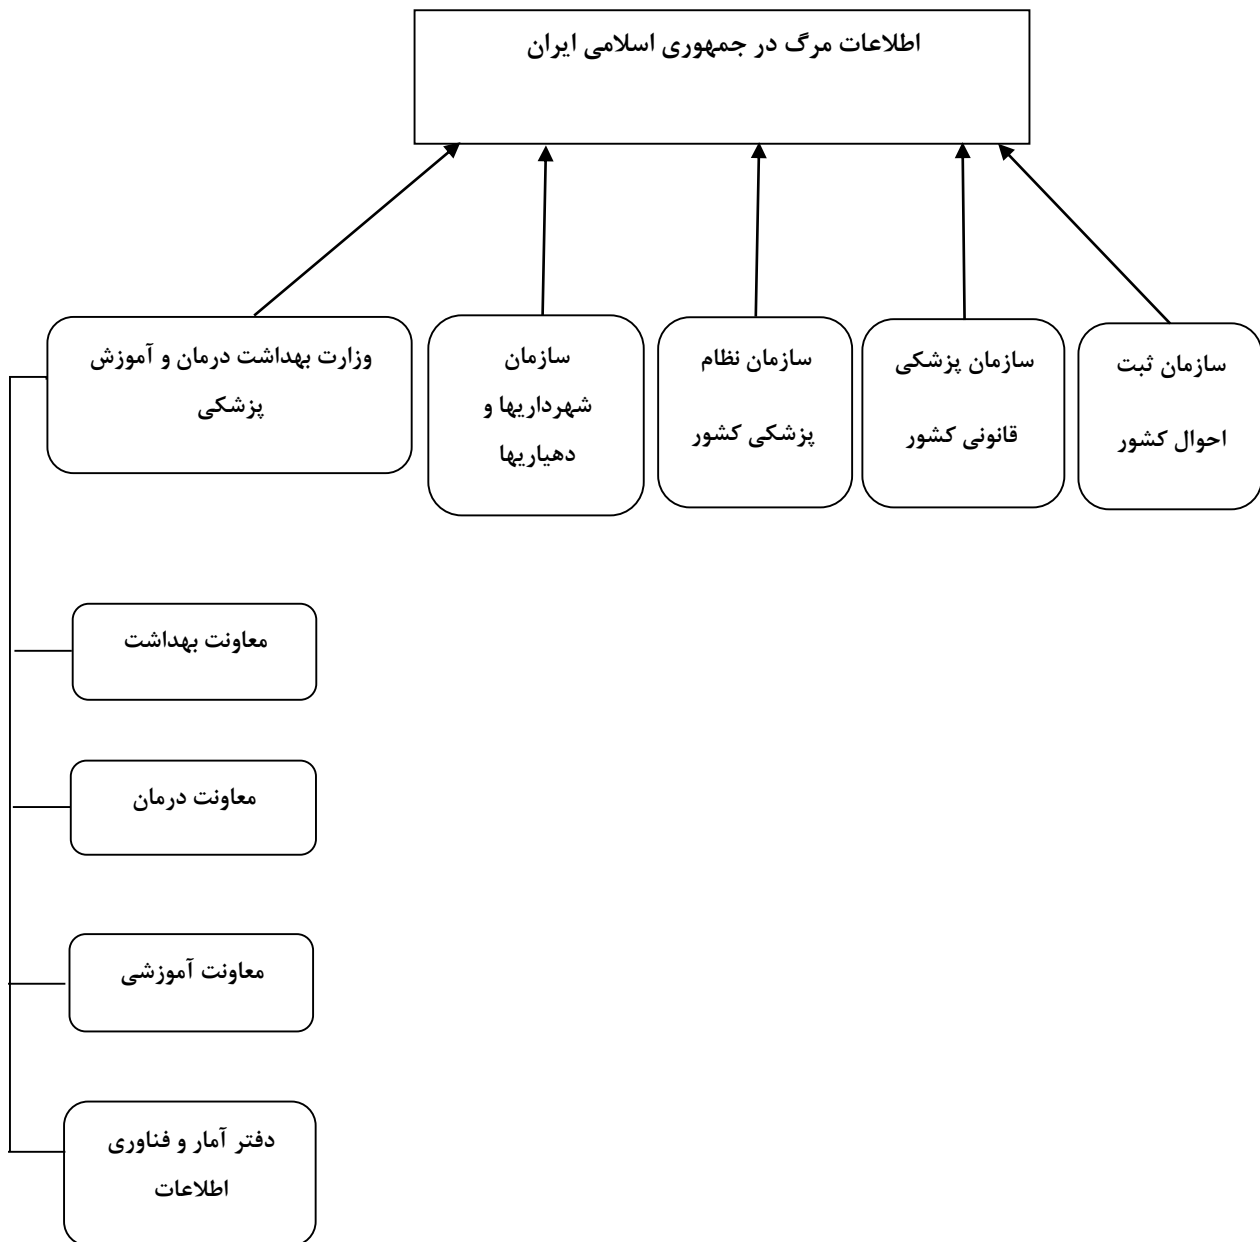 اطلاعات مرگ در جمهوری اسلامی ایران
سازمان ثبت
احوال کشور
سازمان پزشکی
قانونی کشور
سازمان نظام
پزشکی کشور
سازمان
شهرداریها و
دهیاریها
وزارت بهداشت درمان و آموزش
پزشکی
معاونت بهداشت
معاونت درمان
معاونت آموزشی
دفتر آمار و فناوری
اطلاعات